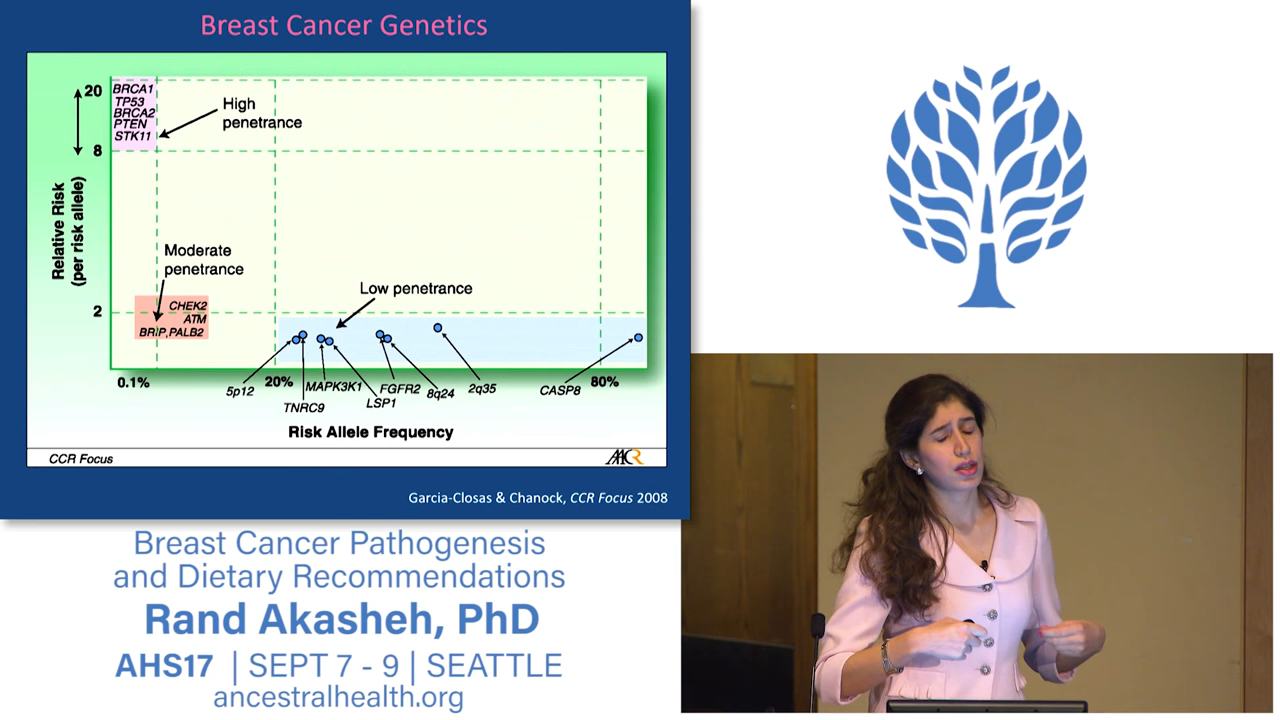 Breast Cancer Genetics
20
8
2
Relative Risk
(per risk allele)
BRCA1
TP53
BRCA2
PTEN
STK11
High
penetrance
Moderate
penetrance
CHEK2
ATM
BRIP,PALB2
Low penetrance
0.1%
20%
80%
5p12
TNRC9
MAPK3K1
LSP1
FGFR2
8q24
2q35
CASP8
Risk Allele Frequency
CCR Focus
AACR
Garcia-Closas & Chanock, CCR Focus 2008
Breast Cancer Pathogenesis
and Dietary Recommendations
Rand Akasheh, PhD
AHS17 | SEPT 7 - 9 | SEATTLE
ancestralhealth.org